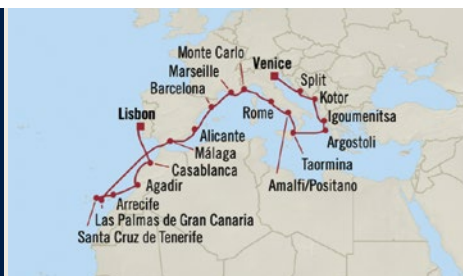 Monte Carlo
Venice
Marseille
Split
Barcelona
Kotor
Igoumenitsa
Lisbon
Rome
Argostoli
Alicante
Málaga
Taormina
Casablanca
Amalfi/Positano
Agadir
Arrecife
Las Palmas de Gran Canaria
Santa Cruz de Tenerife